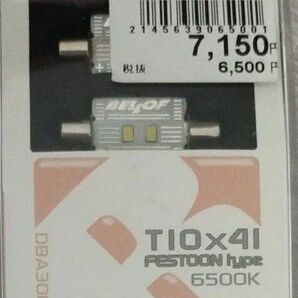 2145639065001
7,150円
税抜 6,500円
BELLOF
T10x41
FESTOON type
6500K